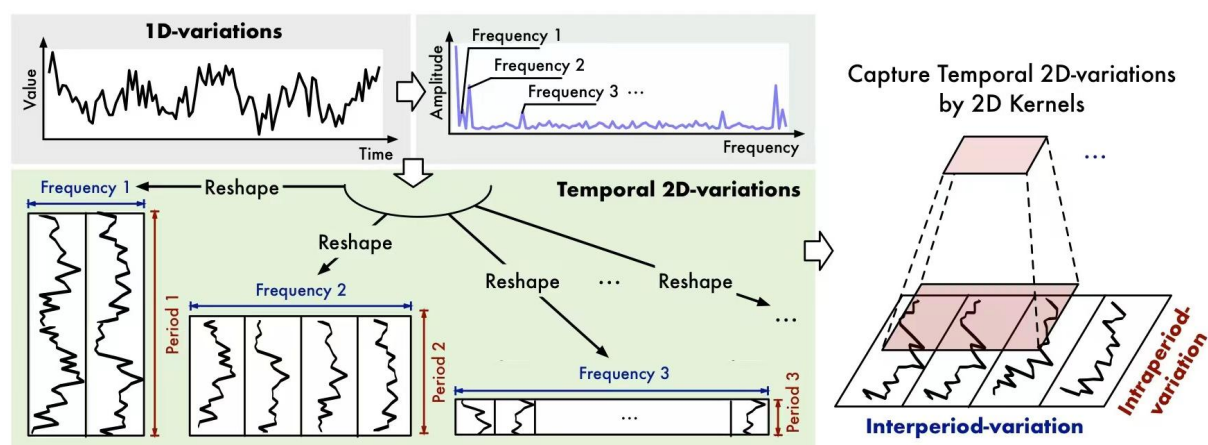 1D-variations
Value
Time
Amplitude
Frequency 1
Frequency 2
Frequency 3 ...
Frequency
Temporal 2D-variations
Frequency 1
Reshape
Period 1
Reshape
Frequency 2
Period 2
Reshape
...
Reshape
...
Frequency 3
...
Period 3
Capture Temporal 2D-variations
by 2D Kernels
...
Intraperiod-
variation
Interperiod-variation